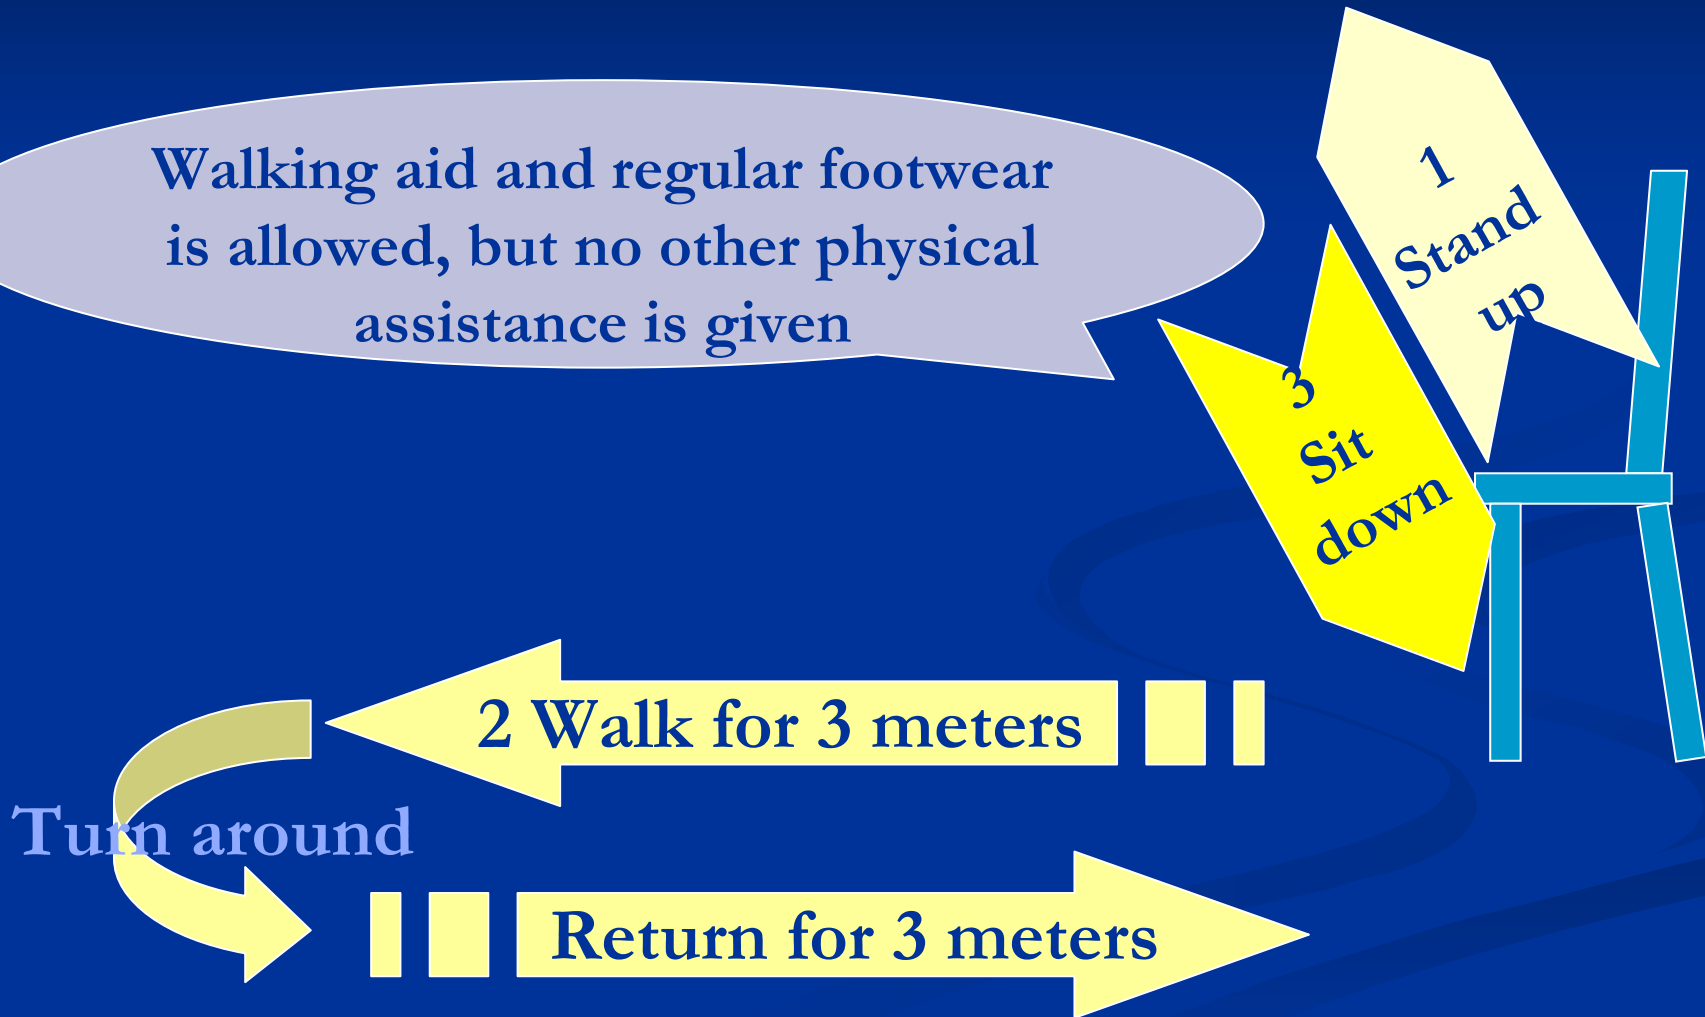 Walking aid and regular footwear
is allowed, but no other physical
assistance is given
1
Stand
up
3
Sit
down
2 Walk for 3 meters
Turn around
Return for 3 meters